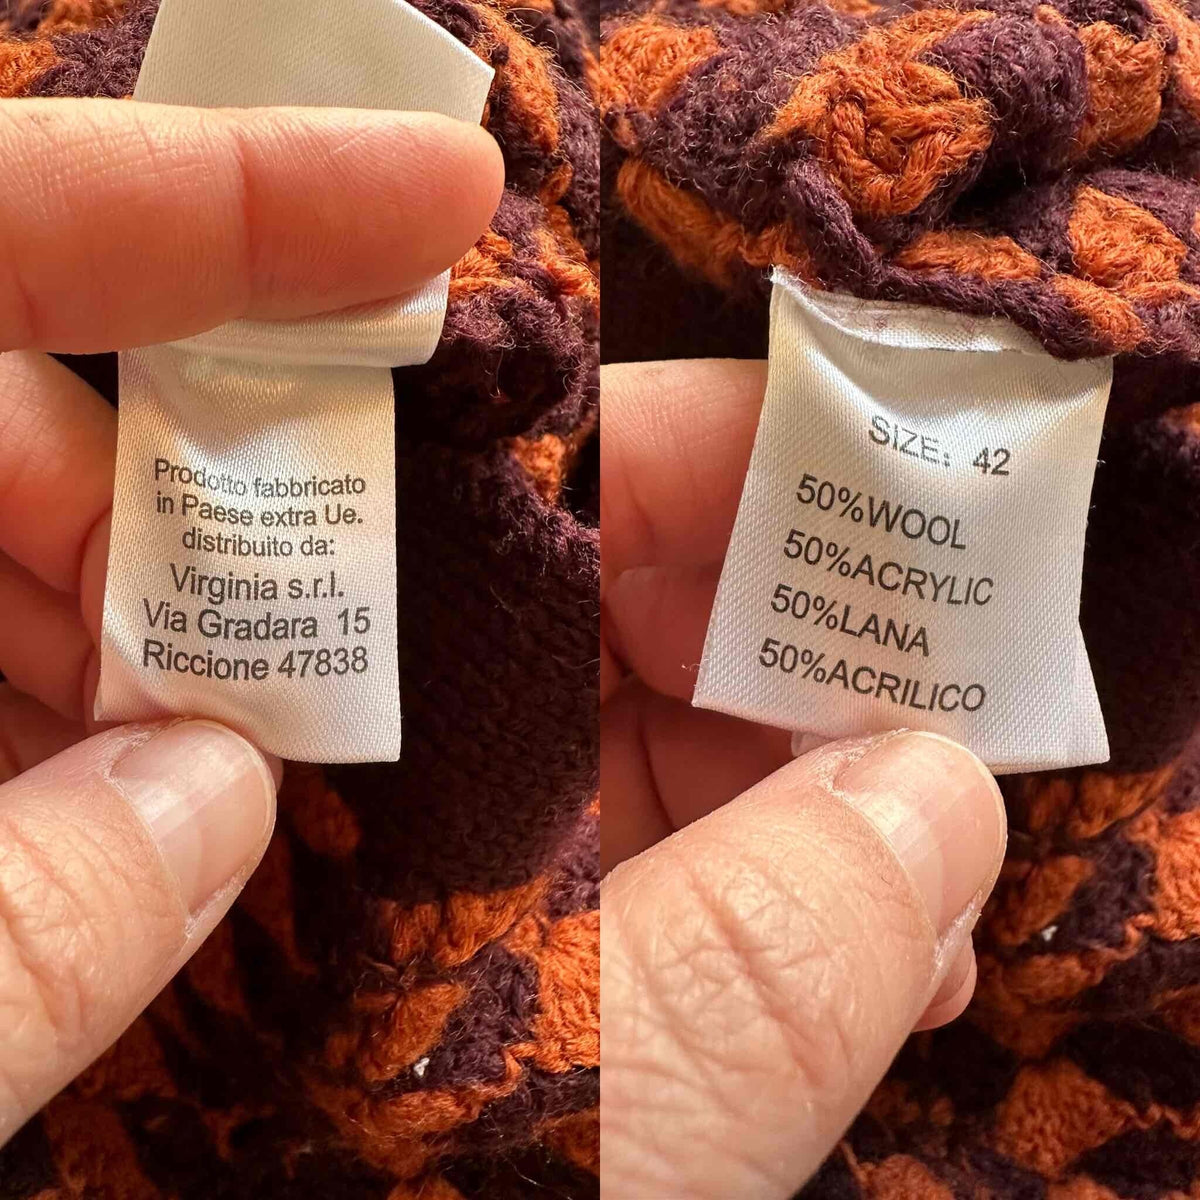 Prodotto fabbricato
in Paese extra Ue.
distribuito da:
Virginia s.r.l.
Via Gradara 15
Riccione 47838
SIZE: 42
50%WOOL
50%ACRYLIC
50%LANA
50%ACRILICO